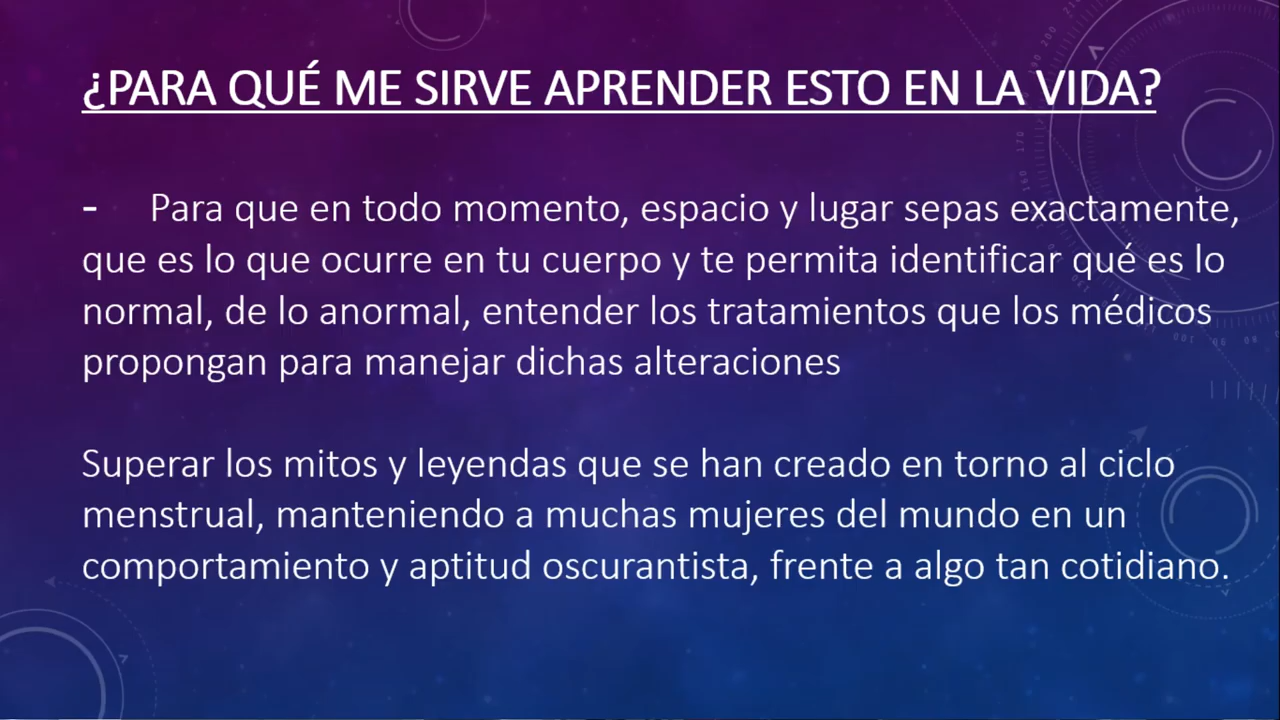 ¿PARA QUÉ ME SIRVE APRENDER ESTO EN LA VIDA?
- Para que en todo momento, espacio y lugar sepas exactamente,
que es lo que ocurre en tu cuerpo y te permita identificar qué es lo
normal, de lo anormal, entender los tratamientos que los médicos
propongan para manejar dichas alteraciones
Superar los mitos y leyendas que se han creado en torno al ciclo
menstrual, manteniendo a muchas mujeres del mundo en un
comportamiento y aptitud oscurantista, frente a algo tan cotidiano.